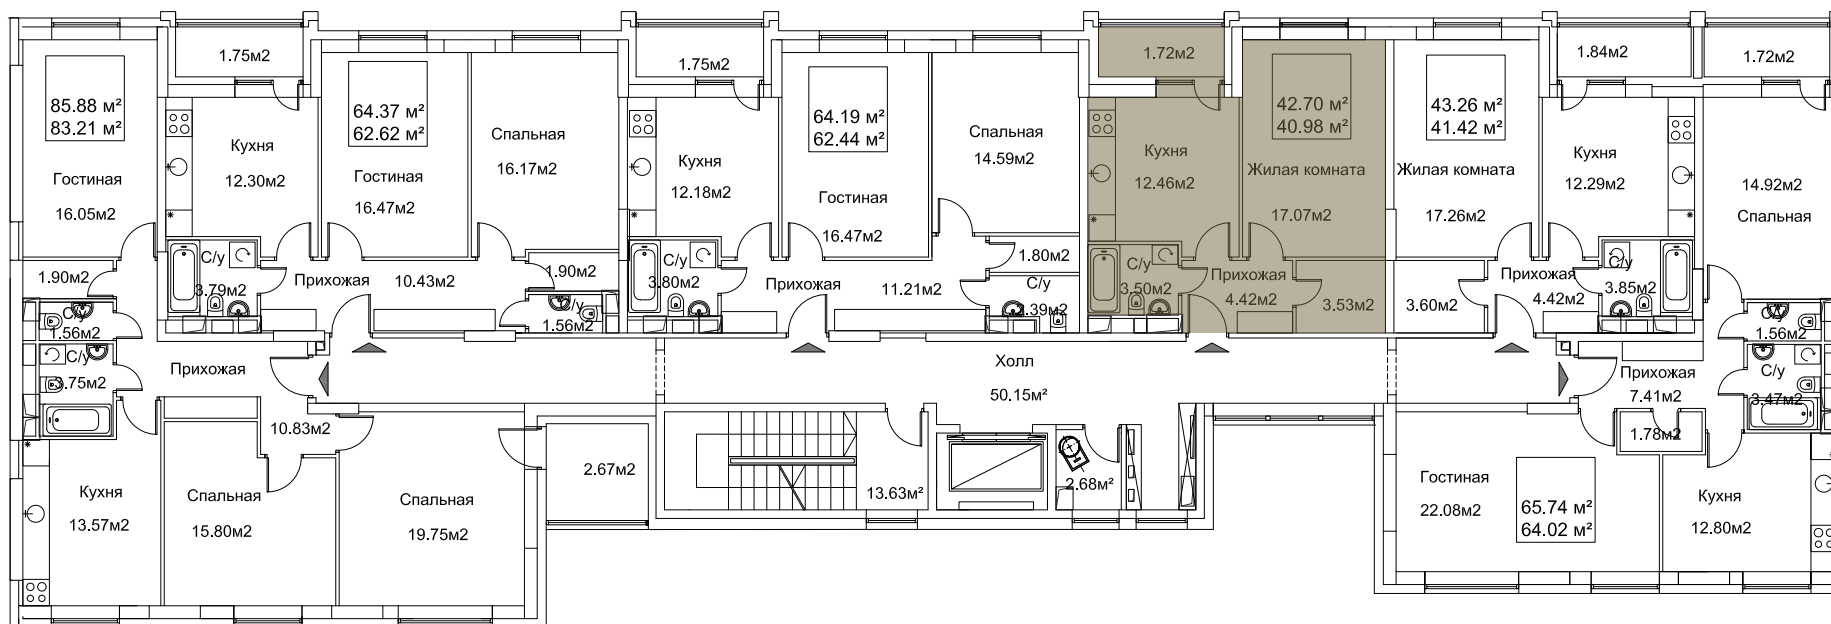 1.75м2
85.88 м²
83.21 м²
Гостиная
16.05м2
Кухня
12.30м2
64.37 м²
62.62 м²
Гостиная
16.47м2
Спальная
16.17м2
1.75м2
Кухня
12.18м2
64.19 м²
62.44 м²
Гостиная
16.47м2
Спальная
14.59м2
1.72м2
Кухня
12.46м2
42.70 м²
40.98 м²
Жилая комната
17.07м2
43.26 м²
41.42 м²
Жилая комната
17.26м2
1.84м2
Кухня
12.29м2
1.72м2
14.92м2
Спальная
1.90м2
С/у
3.79м2
Прихожая
10.43м2
1.90м2
С/у
1.56м2
С/у
3.80м2
Прихожая
11.21м2
1.80м2
С/у
.39м2
С/у
3.50м2
Прихожая
4.42м2
3.53м2
3.60м2
Прихожая
4.42м2
С/у
3.85м2
1.56м2
С/у
.75м2
Прихожая
10.83м2
Холл
50.15м²
1.56м2
С/у
3.47м2
Прихожая
7.41м2
1.78м2
Кухня
13.57м2
Спальная
15.80м2
Спальная
19.75м2
2.67м2
13.63м²
2.68м²
Гостиная
22.08м2
65.74 м²
64.02 м²
Кухня
12.80м2